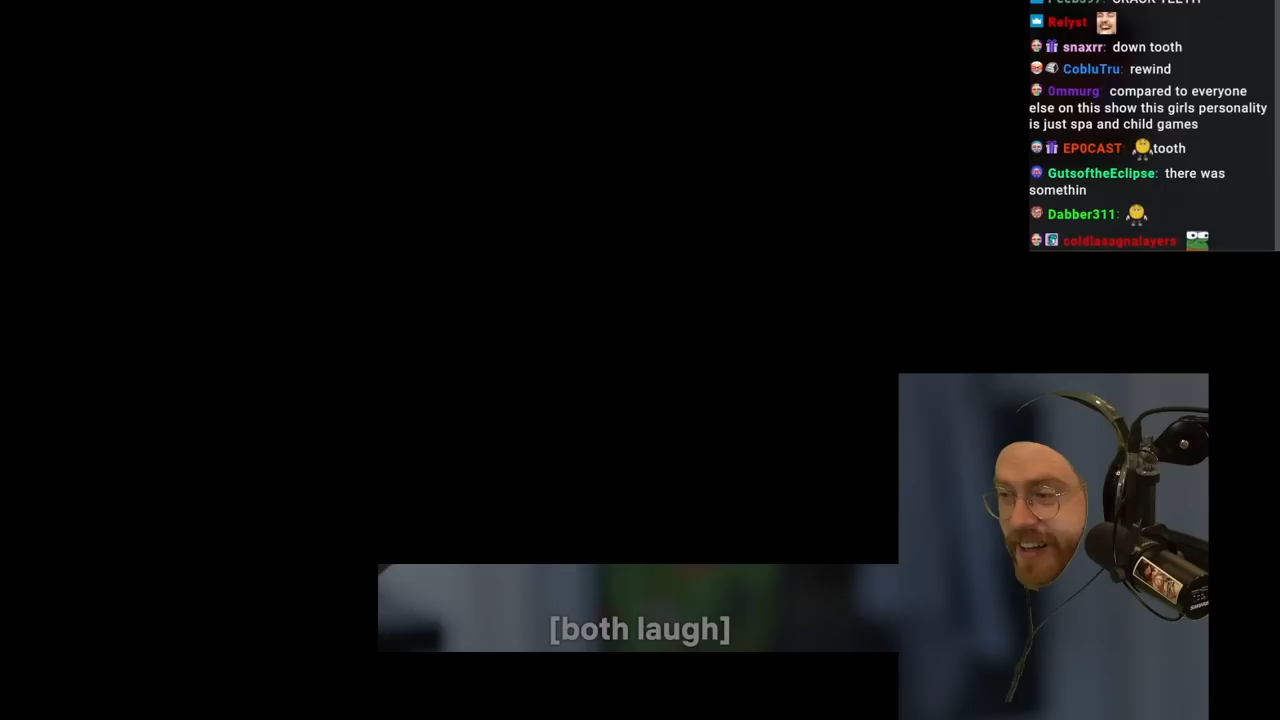 Relyst
snaxrr: down tooth
CobluTru: rewind
0mmurg: compared to everyone
else on this show this girls personality
is just spa and child games
EP0CAST: tooth
GutsoftheEclipse: there was
somethin
Dabber311:
coldlasagnalayers
[both laugh]